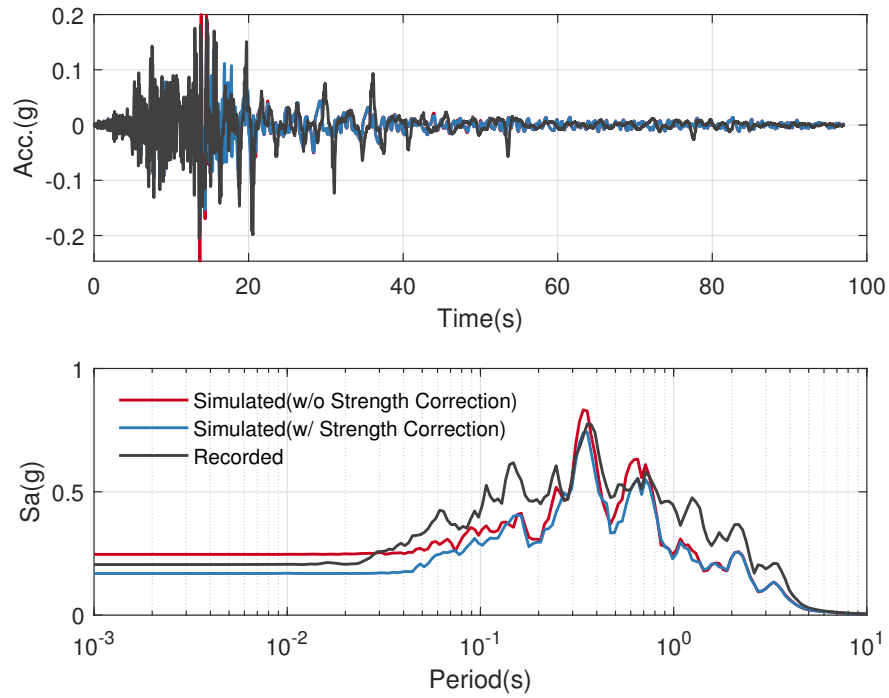 0.2
0.1
0
-0.1
-0.2
Acc.(g)
0
20
40
60
80
100
Time(s)
1
0.5
0
Sa(g)
Simulated(w/o Strength Correction)
Simulated(w/ Strength Correction)
Recorded
10^-3
10^-2
10^-1
10^0
10^1
Period(s)